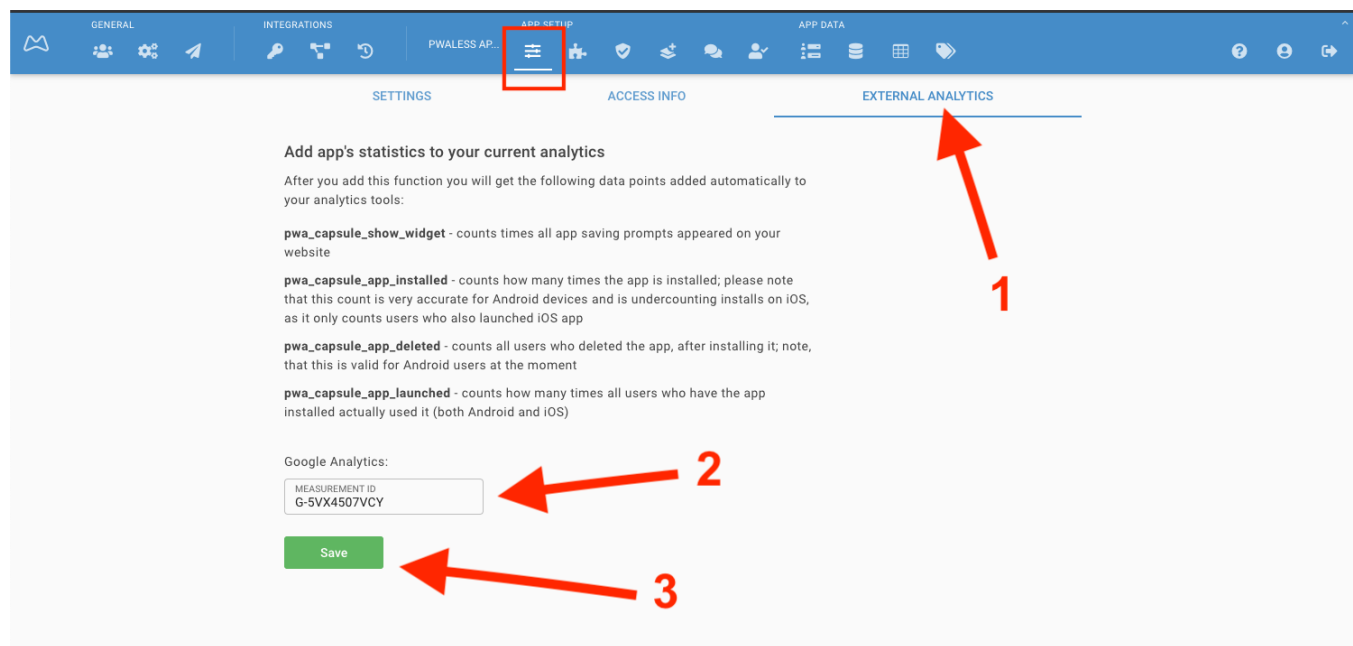 GENERAL INTEGRATIONS APP SETUP APP DATA
PWALESS AP...
SETTINGS ACCESS INFO EXTERNAL ANALYTICS
Add app's statistics to your current analytics
After you add this function you will get the following data points added automatically to
your analytics tools:
pwa_capsule_show_widget - counts times all app saving prompts appeared on your
website
pwa_capsule_app_installed - counts how many times the app is installed; please note
that this count is very accurate for Android devices and is undercounting installs on iOS,
as it only counts users who also launched iOS app
1
pwa_capsule_app_deleted - counts all users who deleted the app, after installing it; note,
that this is valid for Android users at the moment
pwa_capsule_app_launched - counts how many times all users who have the app
installed actually used it (both Android and iOS)
Google Analytics:
2
MEASUREMENT ID
G-5VX4507VCY
Save
3